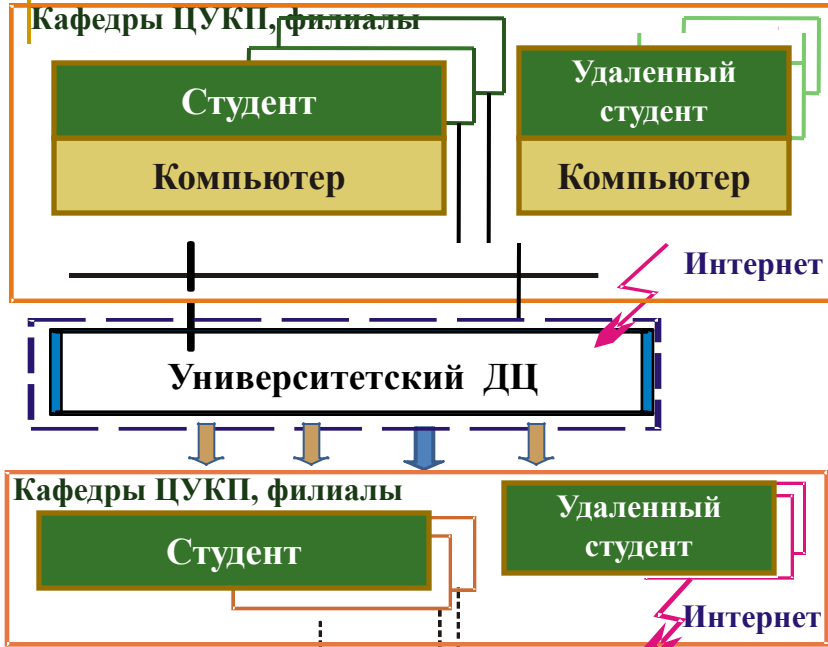 Кафедры ЦУКП, филиалы
Студент
Удаленный
студент
Компьютер
Компьютер
Интернет
Университетский ДЦ
Кафедры ЦУКП, филиалы
Студент
Удаленный
студент
Интернет